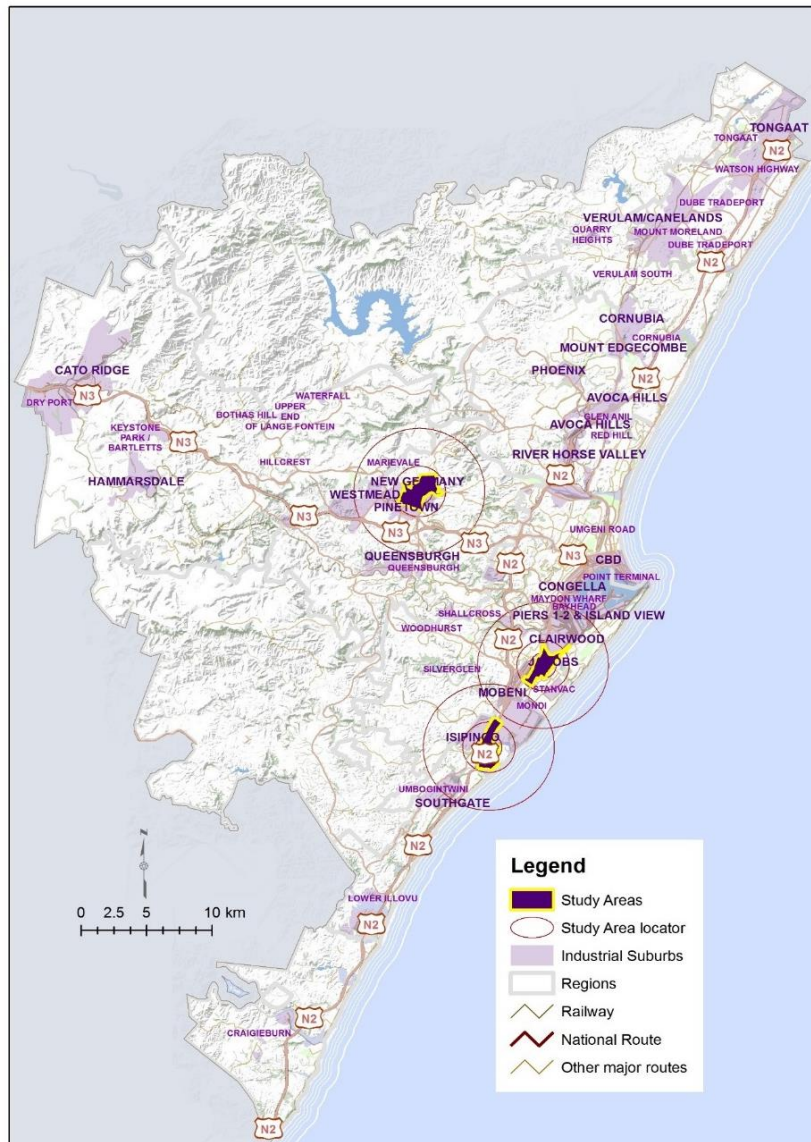 TONGAAT
TONGAAT
N2
WATSON HIGHWAY
DUBE TRADEPORT
VERULAM/CANELANDS
QUARRY
HEIGHTS
MOUNT MORELAND
DUBE TRADEPORT
N2
VERULAM SOUTH
CORNUBIA
CORNUBIA
MOUNT EDGECOMBE
PHOENIX
N2
CATO RIDGE
N3
DRY PORT
AVOCA HILLS
WATERFALL
UPPER
BOTHAS HILL
END
OF LANGE FONTEIN
GLEN ANIL
AVOCA HILLS
RED HILL
KEYSTONE
PARK /
BARTLETTS
N3
HILLCREST
MARIEVALE
RIVER HORSE VALLEY
N2
HAMMARSDALE
NEW GERMANY
WESTMEAD
PINETOWN
N3
N3
N3
UMGENI ROAD
QUEENSBURGH
QUEENSBURGH
N2
N3
CBD
POINT TERMINAL
CONGELLA
MAYDON WHARF
BAYHEAD
SHALLCROSS
PIERS 1-2 & ISLAND VIEW
WOODHURST
N2
CLAIRWOOD
JACOBS
SILVERGLEN
MOBENI
STANVAC
MONDI
ISIPINGO
N2
UMBOGINTWINI
SOUTHGATE
N2
LOWER ILLOVU
N2
CRAIGIEBURN
N2
N2
N
0 2.5 5 10 km
Legend
Study Areas
Study Area locator
Industrial Suburbs
Regions
Railway
National Route
Other major routes